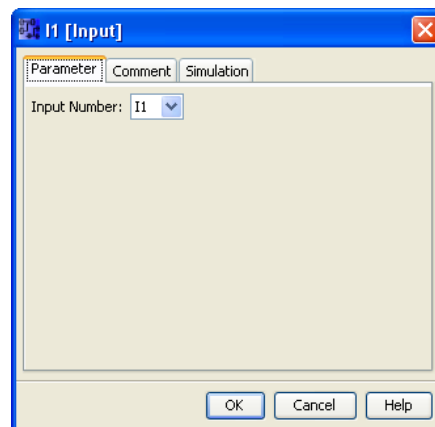 I1 [Input]
Parameter Comment Simulation
Input Number: I1
OK Cancel Help